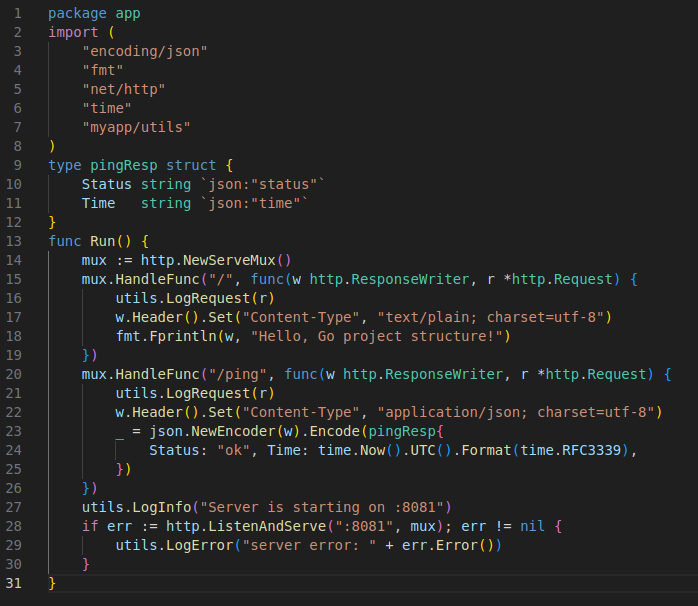 1 package app
2 import (
3     "encoding/json"
4     "fmt"
5     "net/http"
6     "time"
7     "myapp/utils"
8 )
9 type pingResp struct {
10     Status string `json:"status"`
11     Time   string `json:"time"`
12 }
13 func Run() {
14     mux := http.NewServeMux()
15     mux.HandleFunc("/", func(w http.ResponseWriter, r *http.Request) {
16         utils.LogRequest(r)
17         w.Header().Set("Content-Type", "text/plain; charset=utf-8")
18         fmt.Fprintln(w, "Hello, Go project structure!")
19     })
20     mux.HandleFunc("/ping", func(w http.ResponseWriter, r *http.Request) {
21         utils.LogRequest(r)
22         w.Header().Set("Content-Type", "application/json; charset=utf-8")
23         _ = json.NewEncoder(w).Encode(pingResp{
24             Status: "ok", Time: time.Now().UTC().Format(time.RFC3339),
25         })
26     })
27     utils.LogInfo("Server is starting on :8081")
28     if err := http.ListenAndServe(":8081", mux); err != nil {
29         utils.LogError("server error: " + err.Error())
30     }
31 }